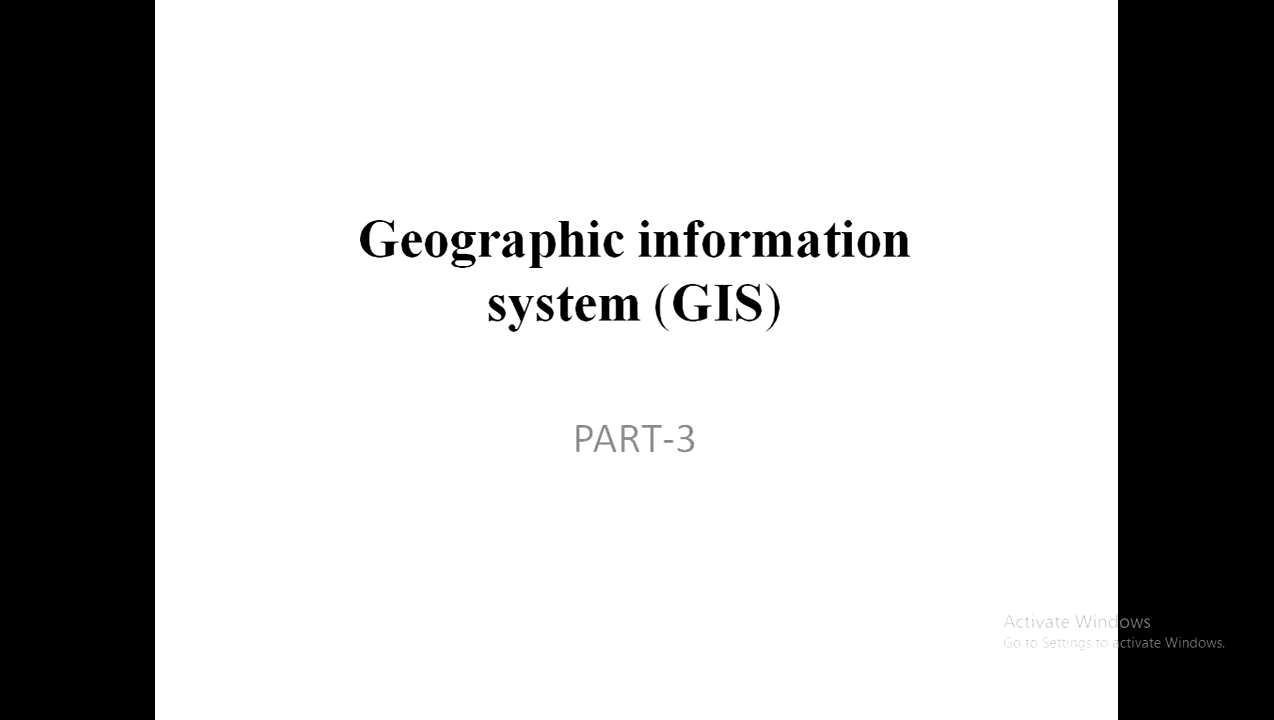 Geographic information
system (GIS)
PART-3
Activate Windows
Go to Settings to activate Windows.